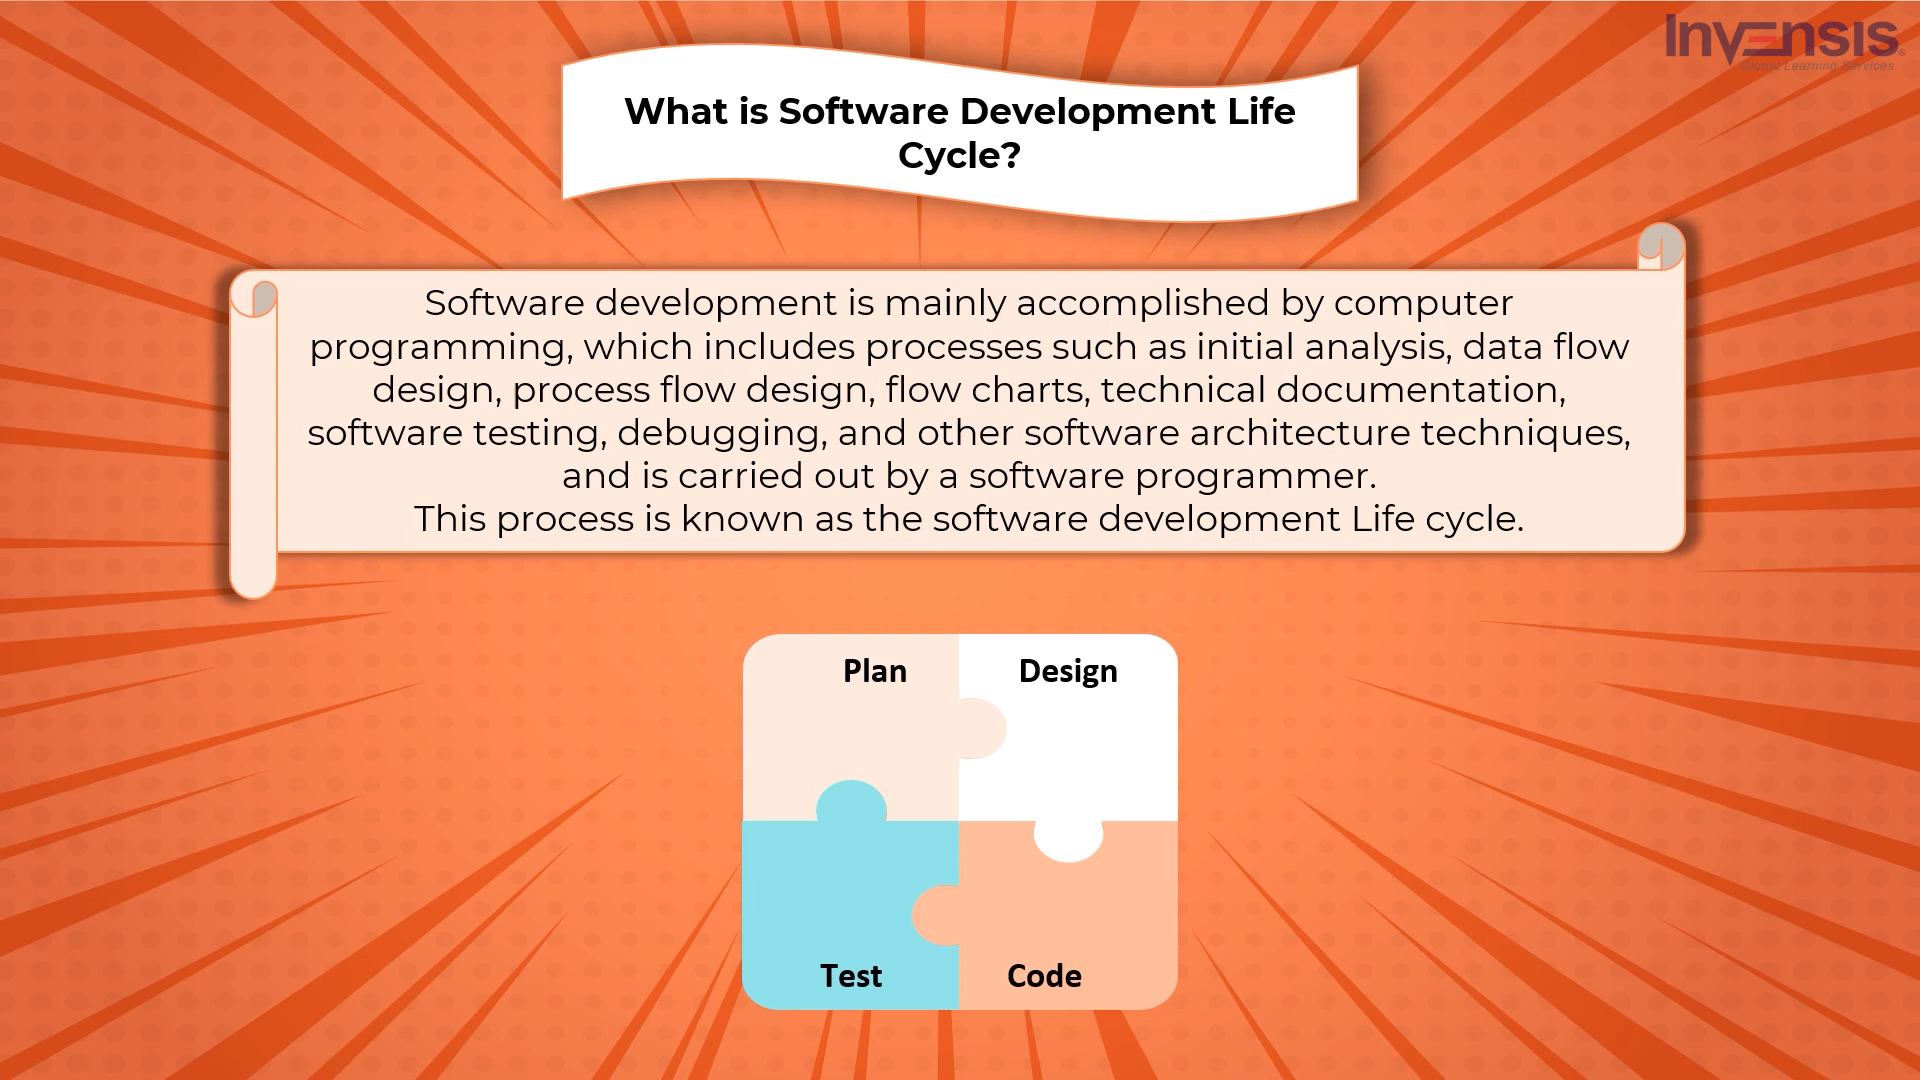 Invensis
Global Learning Services
What is Software Development Life
Cycle?
Software development is mainly accomplished by computer
programming, which includes processes such as initial analysis, data flow
design, process flow design, flow charts, technical documentation,
software testing, debugging, and other software architecture techniques,
and is carried out by a software programmer.
This process is known as the software development Life cycle.
Plan
Design
Test
Code